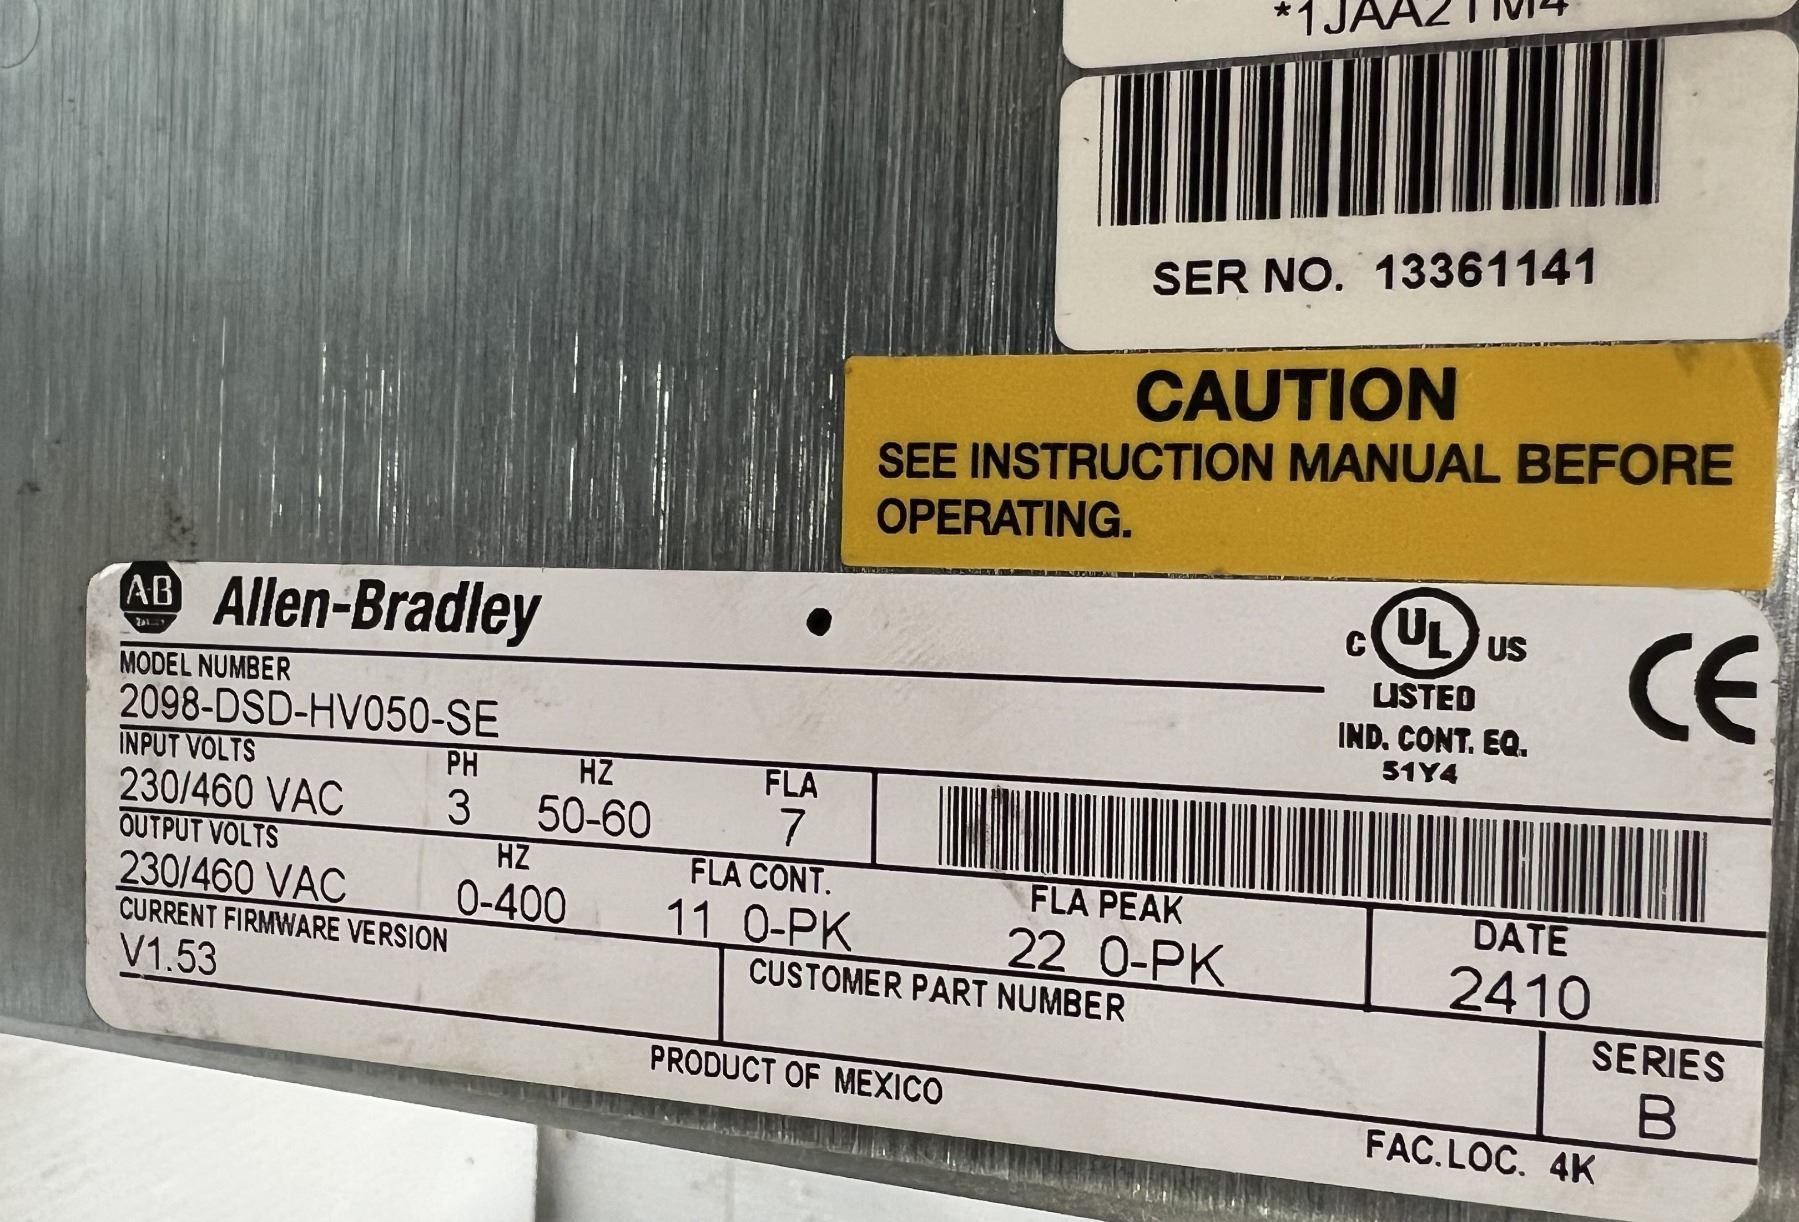 *1JAA21M4
SER NO. 13361141
CAUTION
SEE INSTRUCTION MANUAL BEFORE
OPERATING.
AB Allen-Bradley
C UL US
LISTED
IND. CONT. EQ.
51Y4
CE
MODEL NUMBER
2098-DSD-HV050-SE
INPUT VOLTS PH HZ FLA
230/460 VAC 3 50-60 7
OUTPUT VOLTS HZ FLA CONT. FLA PEAK DATE
230/460 VAC 0-400 11 0-PK 22 0-PK 2410
CURRENT FIRMWARE VERSION CUSTOMER PART NUMBER SERIES
V1.53 B
PRODUCT OF MEXICO
FAC.LOC. 4K